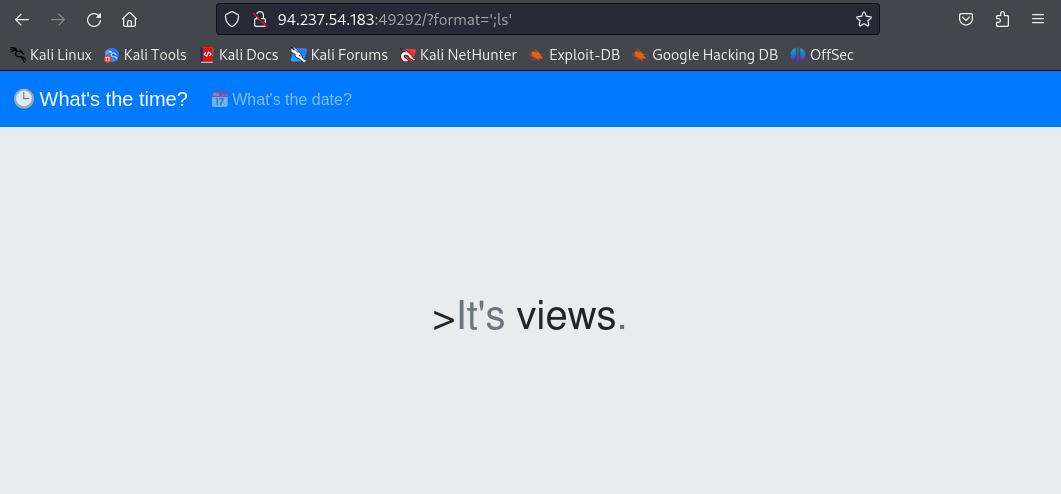 94.237.54.183:49292/?format=';ls'
Kali Linux Kali Tools Kali Docs Kali Forums Kali NetHunter Exploit-DB Google Hacking DB OffSec
What's the time? What's the date?
>It's views.